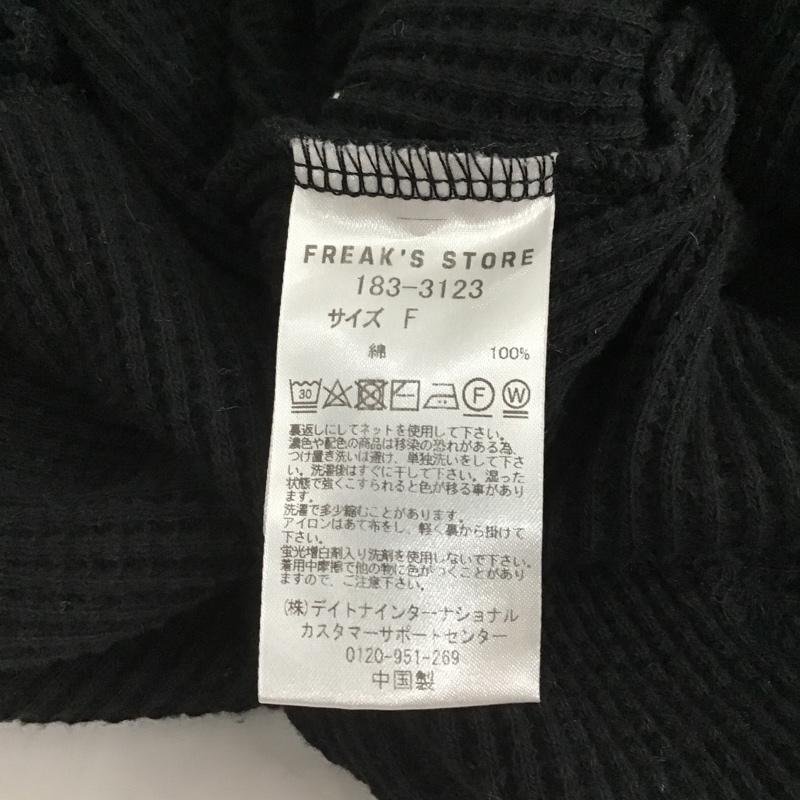 FREAK'S STORE
183-3123
サイズ F
綿 100%
30 F W
裏返しにしてネットを使用して下さい。
濃色や配色の商品は移染の恐れがある為、
つけ置き洗いは避け、単独洗いをして下さ
い。洗濯後はすぐに干して下さい。湿った
状態で強くこすられると色が移る事があり
ます。
洗濯で多少縮むことがあります。
アイロンはあて布をし、軽く裏から掛けて
下さい。
蛍光増白剤入り洗剤を使用しないで下さい。
着用中摩擦で他の物に色がつくことがあり
ますので、ご注意下さい。
(株)デイトナインターナショナル
カスタマーサポートセンター
0120-951-269
中国製